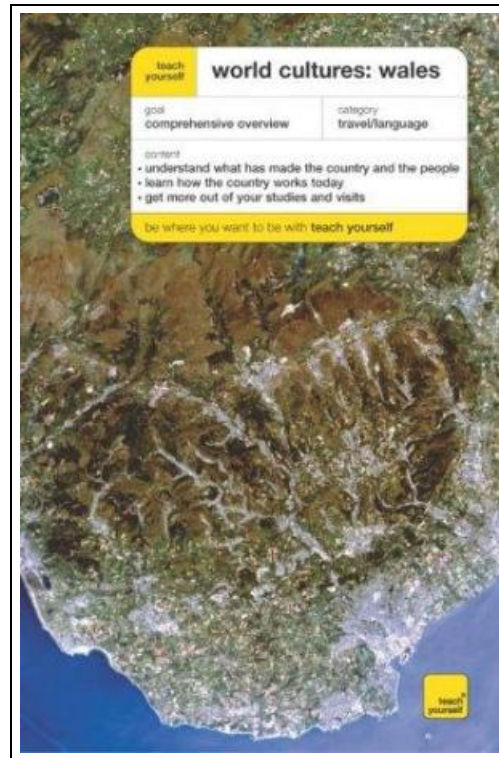 teach
yourself
world cultures: wales
goal
comprehensive overview
category
travel/language
content
• understand what has made the country and the people
• learn how the country works today
• get more out of your studies and visits
be where you want to be with teach yourself
teach®
yourself